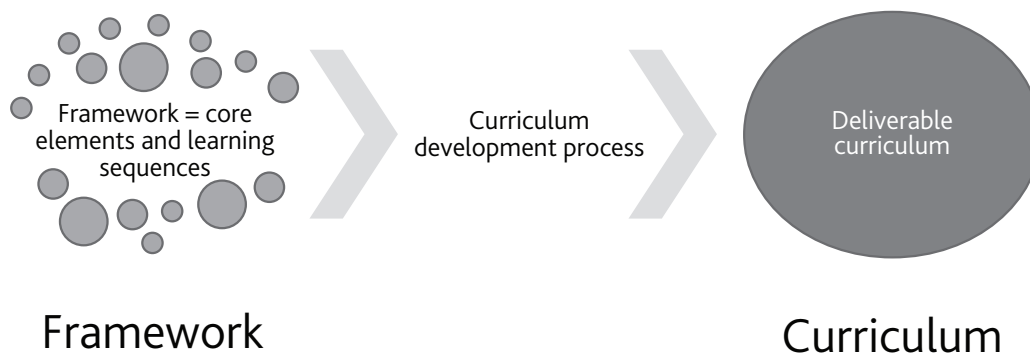 Framework = core
elements and learning
sequences
Curriculum
development process
Deliverable
curriculum
Framework
Curriculum